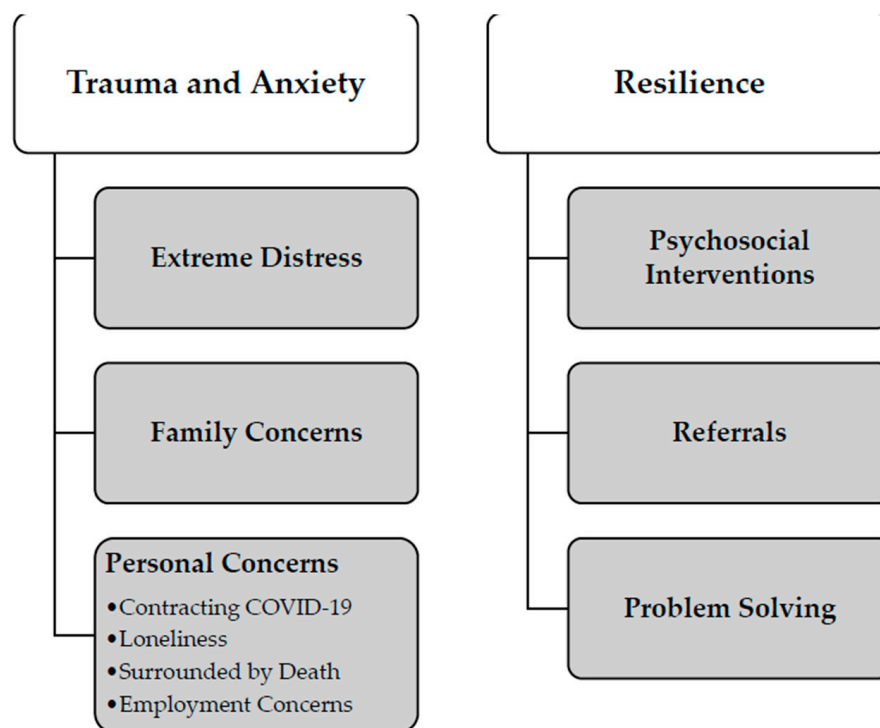 Trauma and Anxiety
Extreme Distress
Family Concerns
Personal Concerns
•Contracting COVID-19
•Loneliness
•Surrounded by Death
•Employment Concerns
Resilience
Psychosocial
Interventions
Referrals
Problem Solving